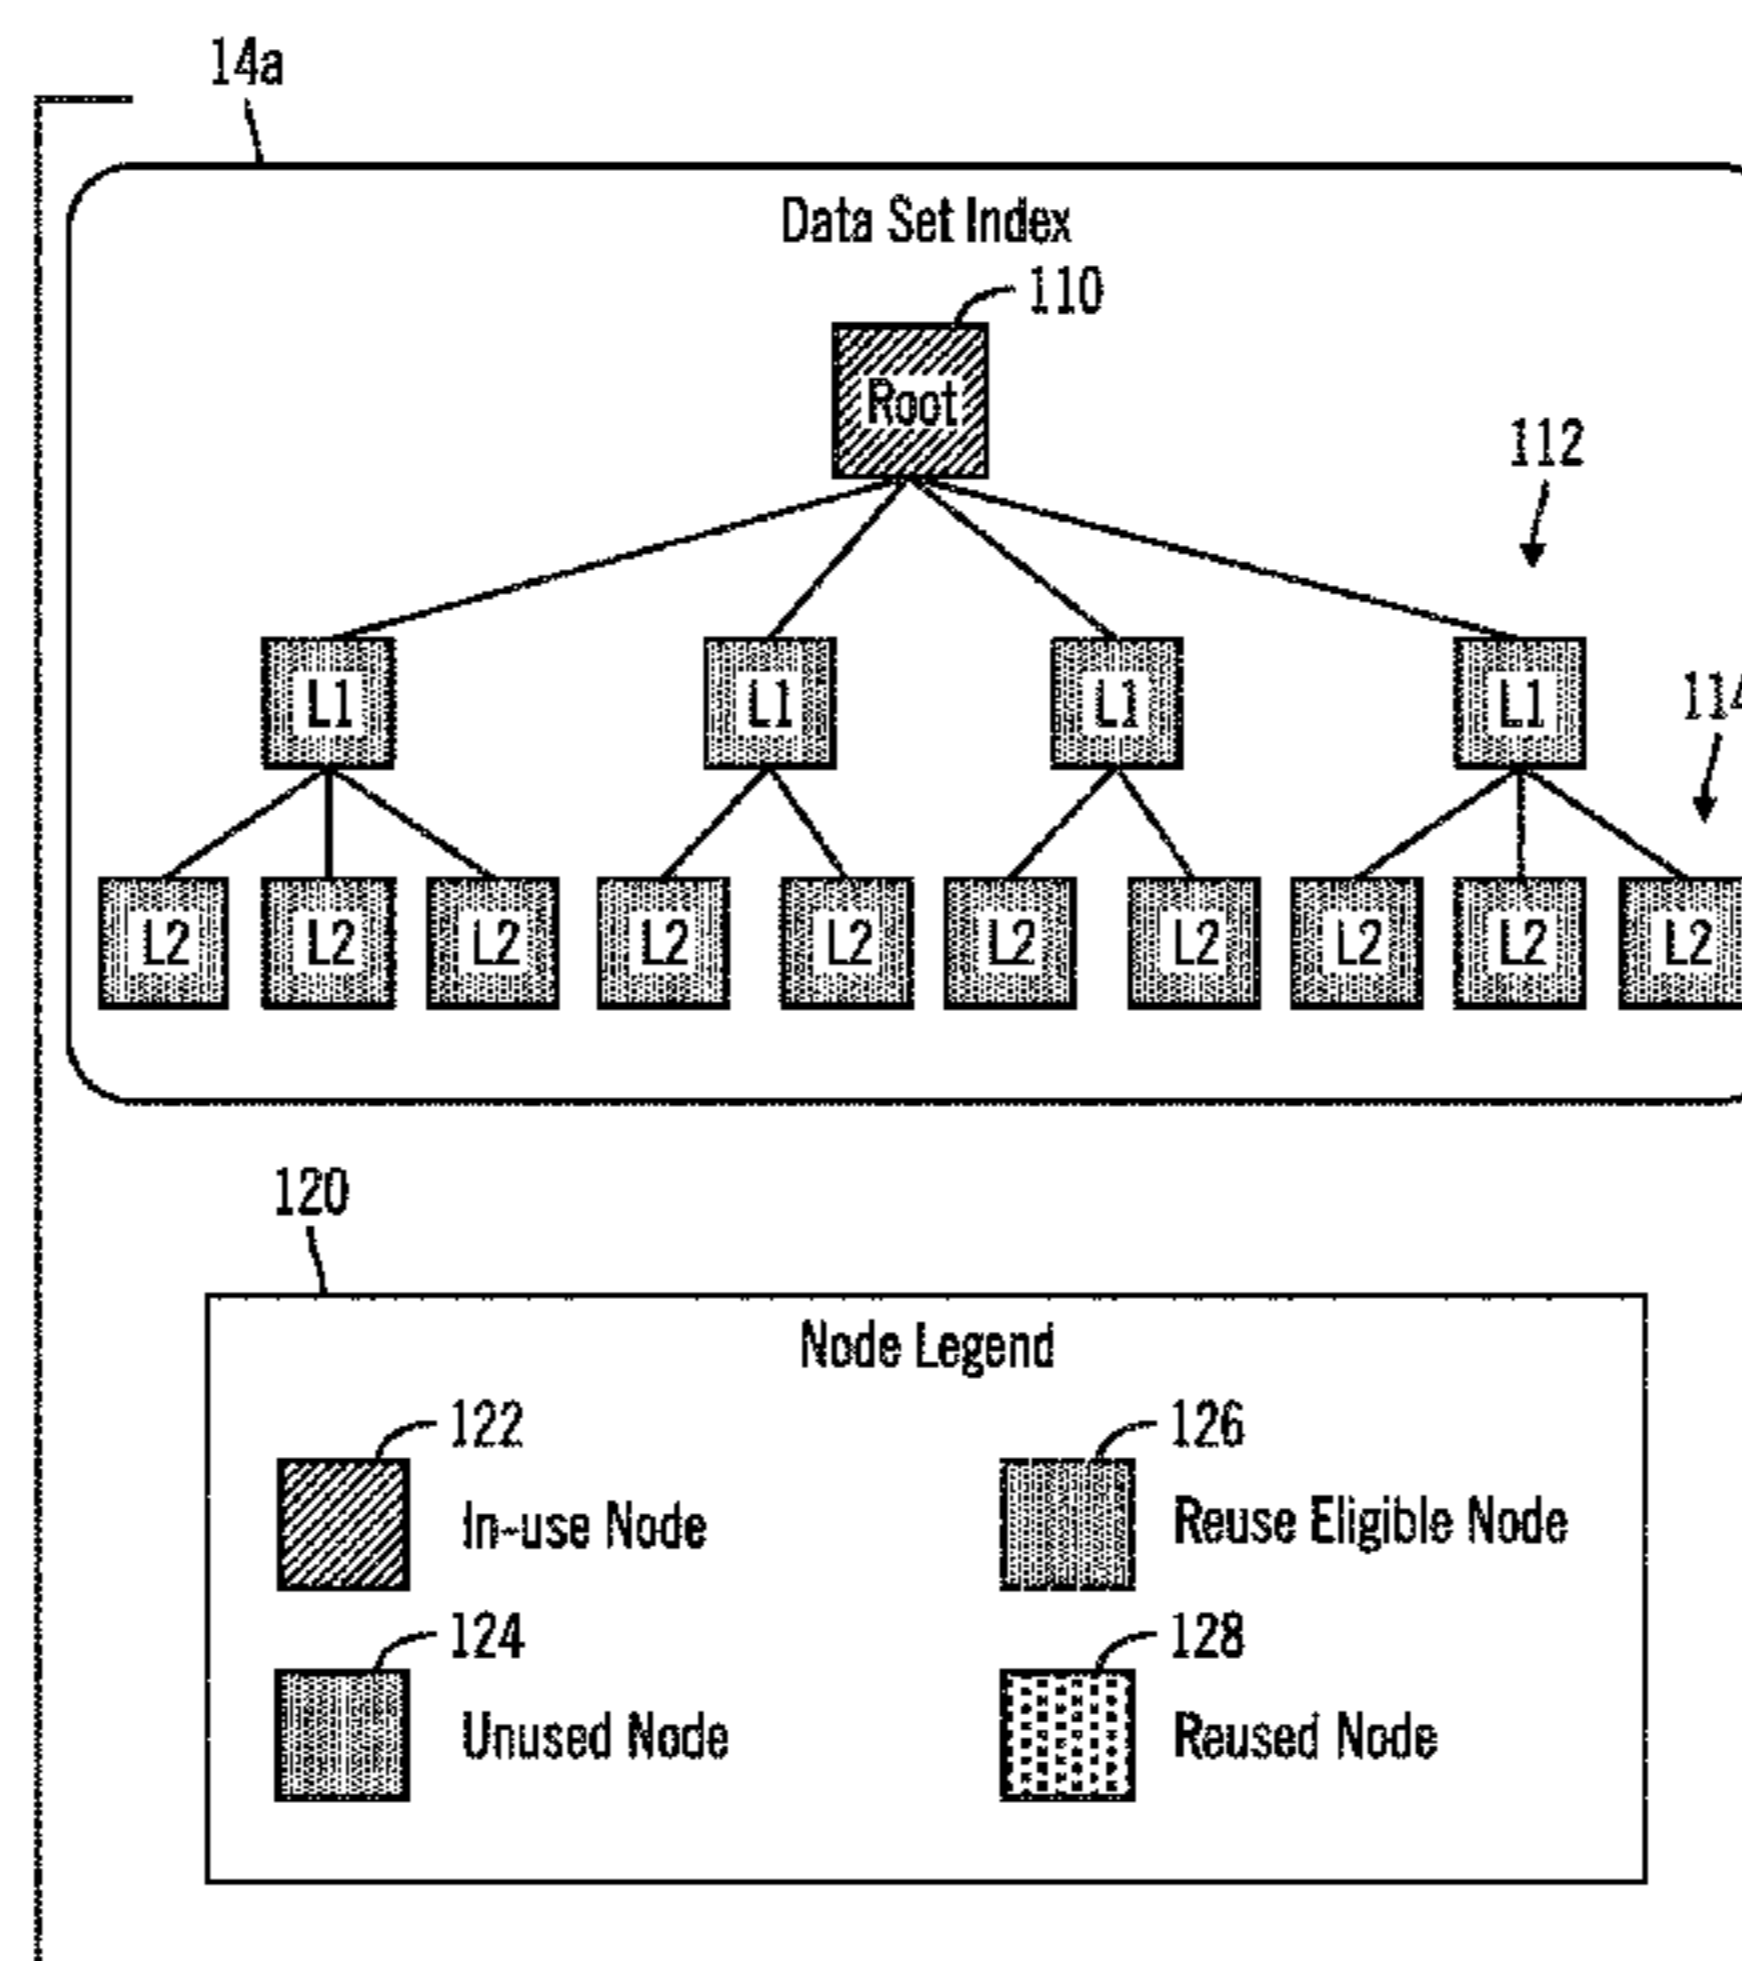 14a
Data Set Index
110
Root
112
L1 L1 L1 L1
114
L2 L2 L2 L2 L2 L2 L2 L2 L2 L2
120
Node Legend
122 126
In-use Node Reuse Eligible Node
124 128
Unused Node Reused Node